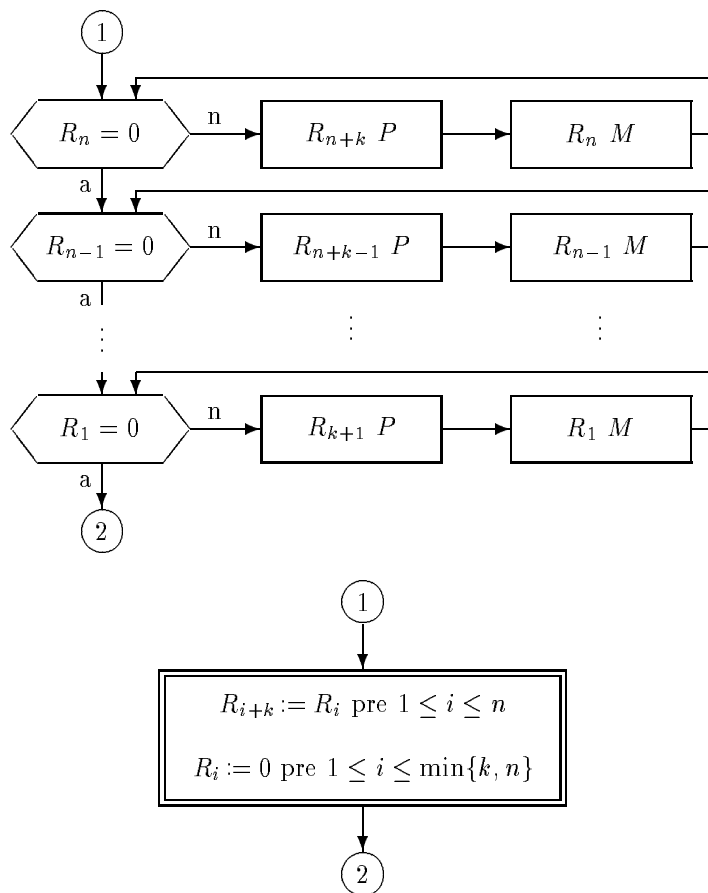 1
R_n = 0 n R_{n+k} P R_n M
a
R_{n-1} = 0 n R_{n+k-1} P R_{n-1} M
a
⋮ ⋮ ⋮
R_1 = 0 n R_{k+1} P R_1 M
a
2
1
R_{i+k} := R_i pre 1 ≤ i ≤ n
R_i := 0 pre 1 ≤ i ≤ min{k, n}
2